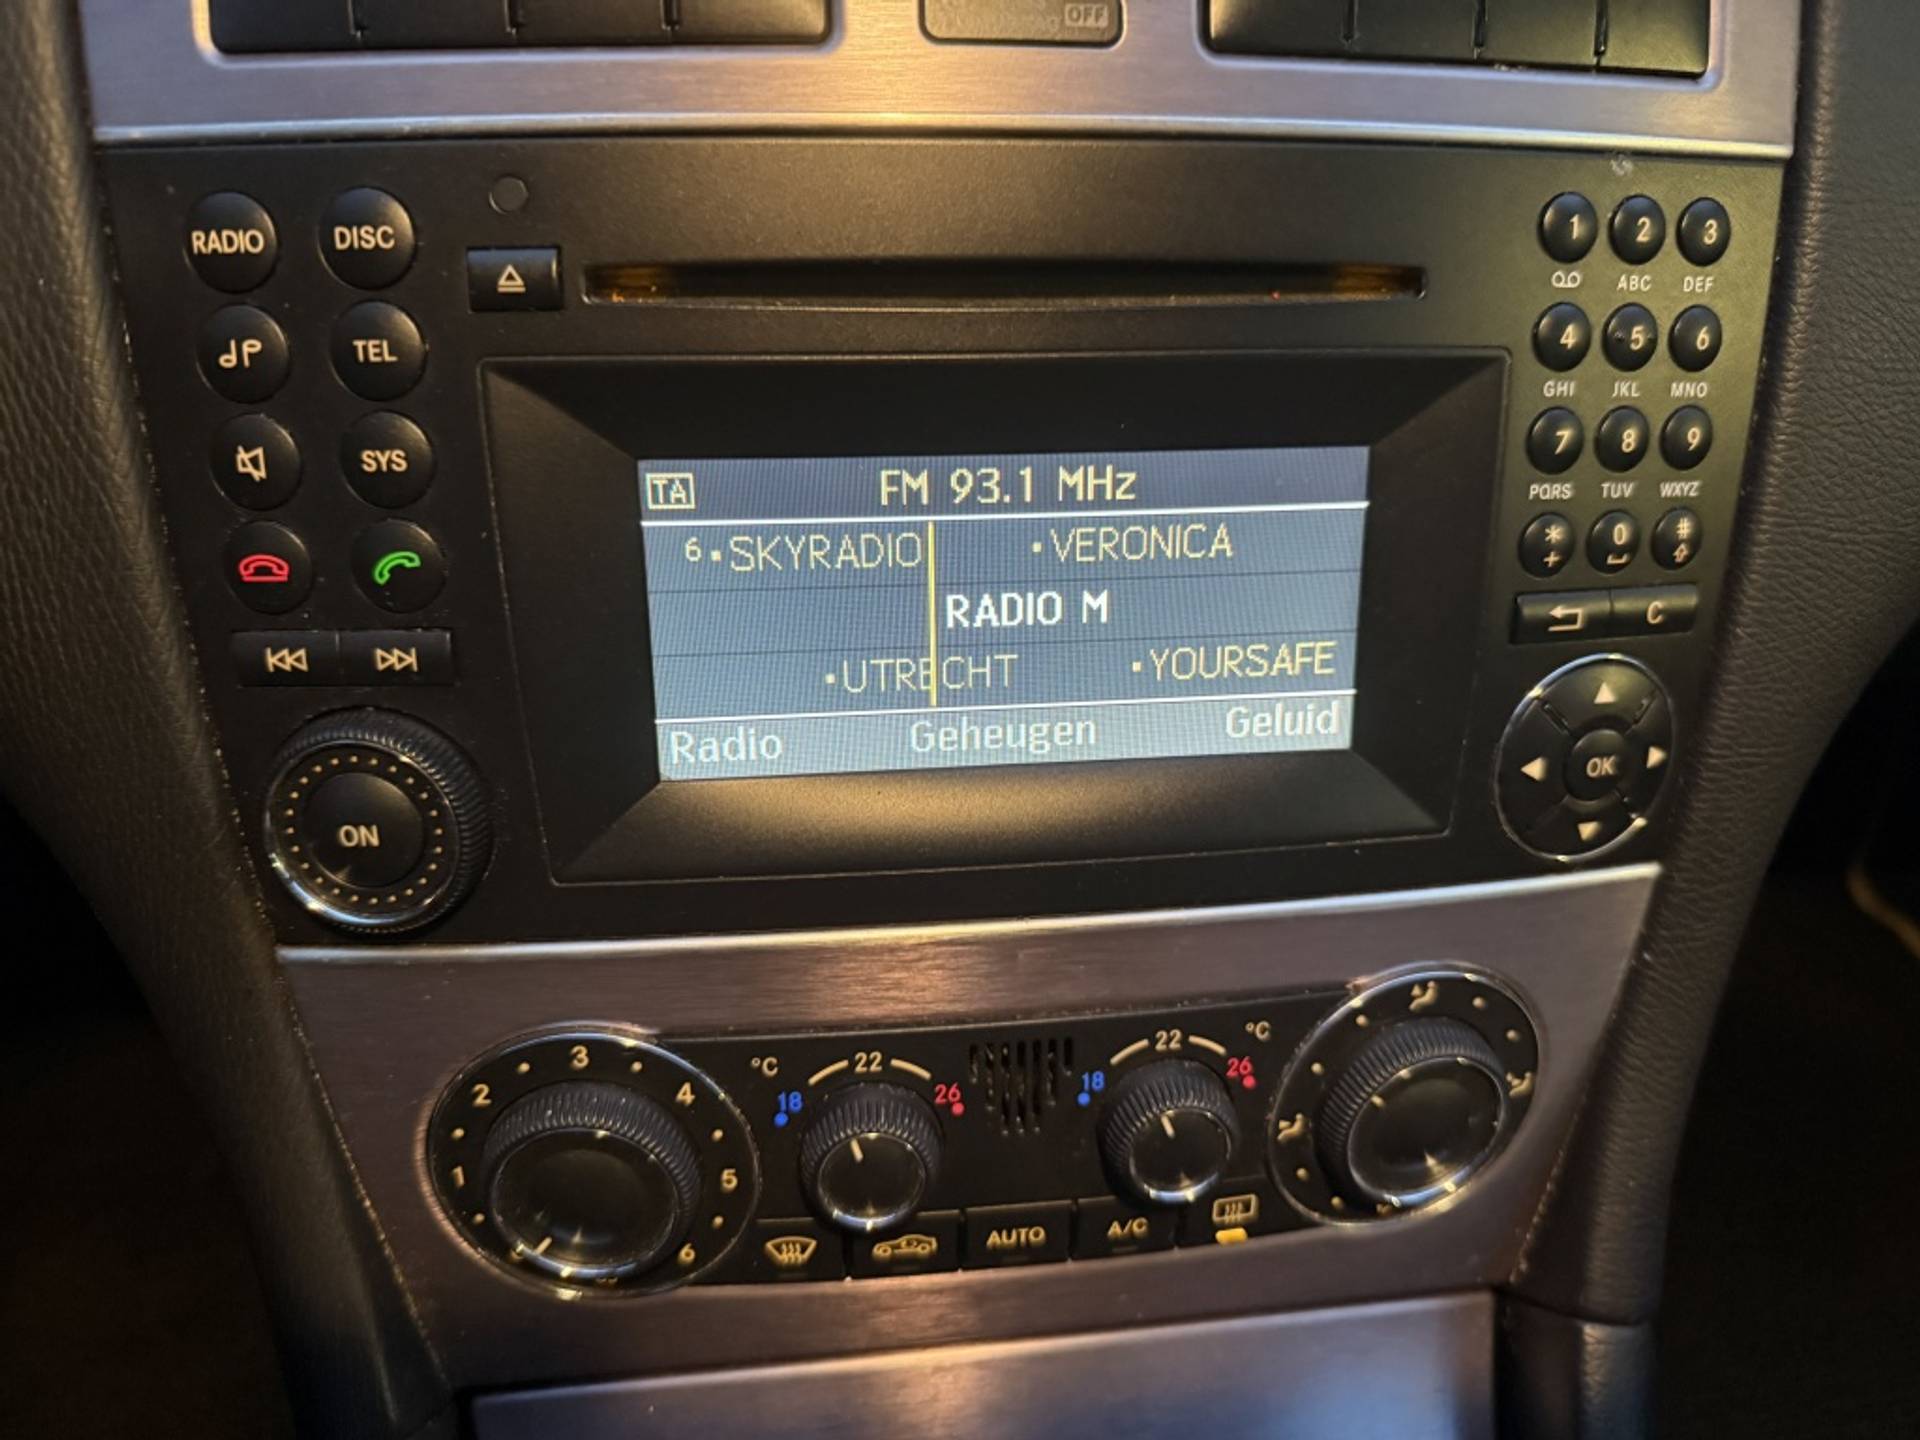 OFF
RADIO DISC
TEL
SYS
1 2 3
ABC DEF
4 5 6
GHI JKL MNO
7 8 9
PQRS TUV WXYZ
* 0 #
+
C
TA FM 93.1 MHz
6 •SKYRADIO •VERONICA
RADIO M
•UTRECHT •YOURSAFE
Radio Geheugen Geluid
ON
OK
1 2 3 4 5 6
°C 18 22 26
18 22 26 °C
AUTO A/C